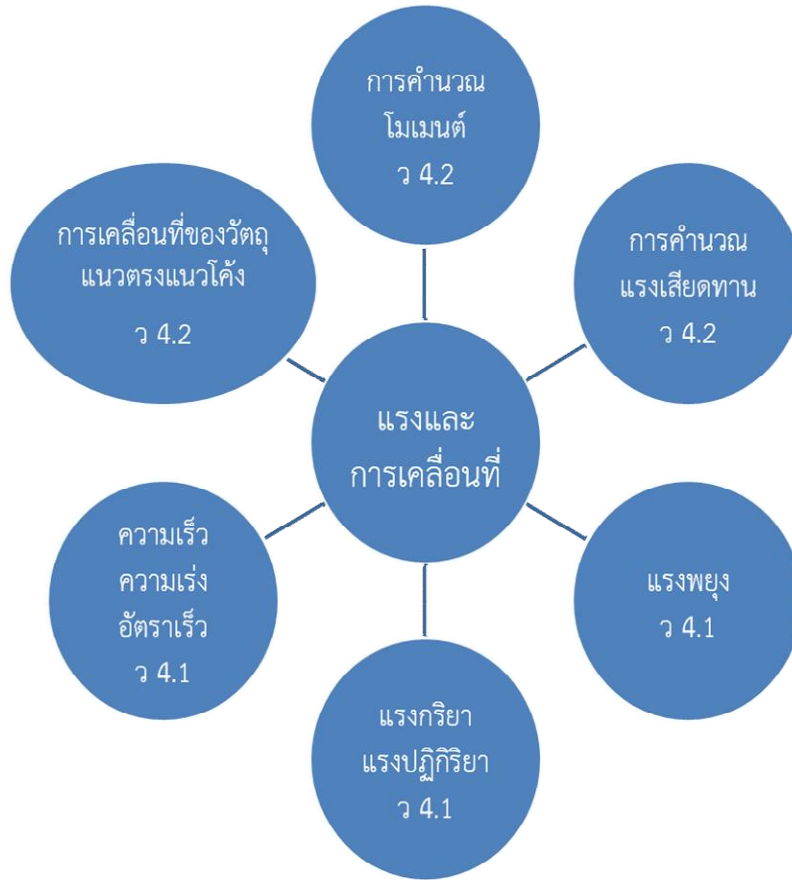 การคำนวณ
โมเมนต์
ว 4.2
การคำนวณ
แรงเสียดทาน
ว 4.2
แรงพยุง
ว 4.1
แรงกริยา
แรงปฏิกิริยา
ว 4.1
ความเร็ว
ความเร่ง
อัตราเร็ว
ว 4.1
การเคลื่อนที่ของวัตถุ
แนวตรงแนวโค้ง
ว 4.2
แรงและ
การเคลื่อนที่